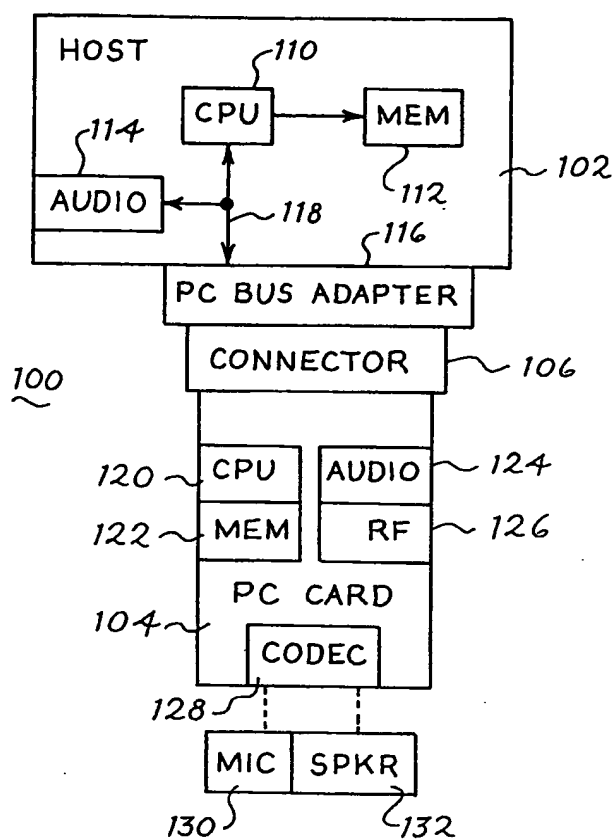 HOST
110
CPU
MEM
114
112
102
AUDIO
118
116
PC BUS ADAPTER
CONNECTOR
106
100
120
CPU
AUDIO
124
122
MEM
RF
126
PC CARD
104
CODEC
128
MIC
SPKR
130
132